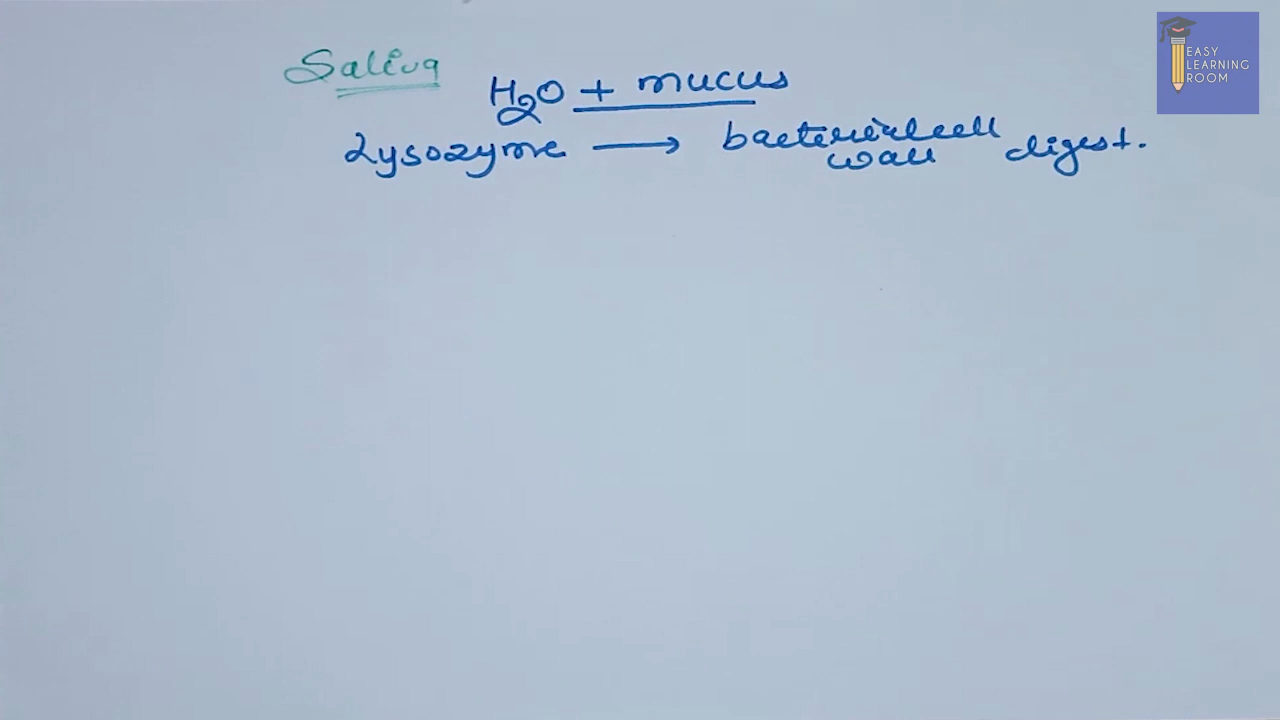 Saliva
H₂O + mucus
Lysozyme → bacterial cell
wall digest.
EASY
LEARNING
ROOM